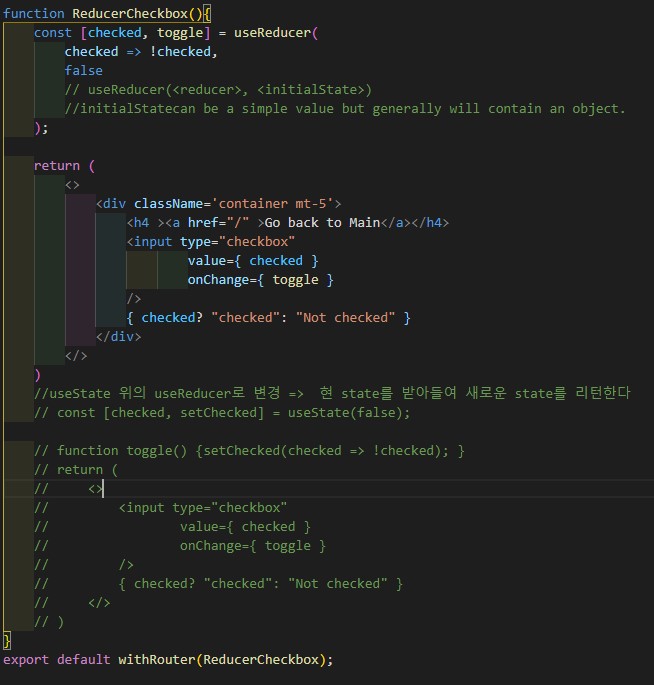 function ReducerCheckbox(){
    const [checked, toggle] = useReducer(
        checked => !checked,
        false
        // useReducer(<reducer>, <initialState>)
        //initialStatecan be a simple value but generally will contain an object.
    );

    return (
        <>
            <div className='container mt-5'>
                <h4 ><a href="/" >Go back to Main</a></h4>
                <input type="checkbox"
                        value={ checked }
                        onChange={ toggle }
                />
                { checked? "checked": "Not checked" }
            </div>
        </>
    )
    //useState 위의 useReducer로 변경 =>  현 state를 받아들여 새로운 state를 리턴한다
    // const [checked, setChecked] = useState(false);

    // function toggle() {setChecked(checked => !checked); }
    // return (
    //     <>
    //         <input type="checkbox"
    //                 value={ checked }
    //                 onChange={ toggle }
    //         />
    //         { checked? "checked": "Not checked" }
    //     </>
    // )
}
export default withRouter(ReducerCheckbox);